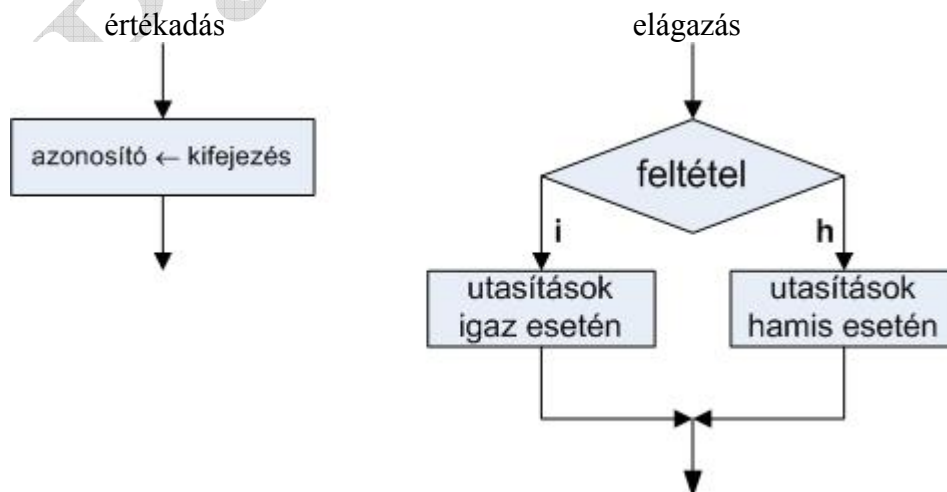 értékadás
azonosító ← kifejezés
elágazás
feltétel
i
h
utasítások
igaz esetén
utasítások
hamis esetén